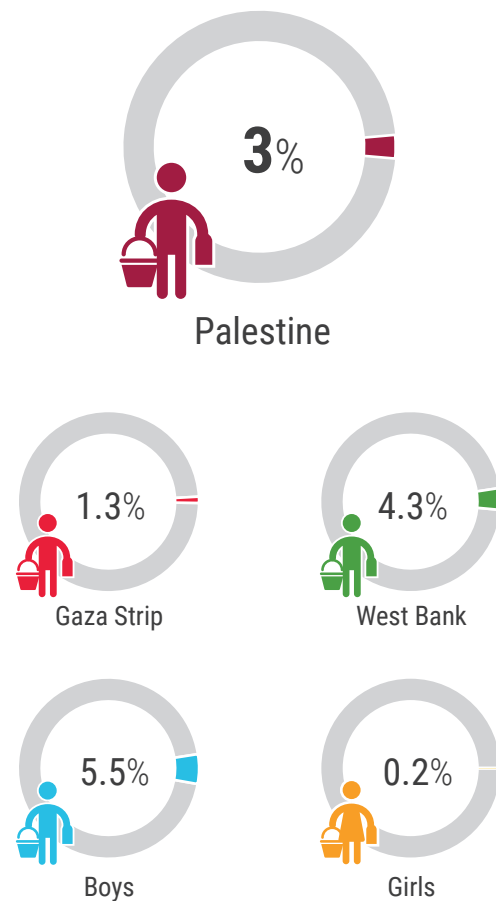 3%
Palestine
1.3%
4.3%
Gaza Strip
West Bank
5.5%
0.2%
Boys
Girls